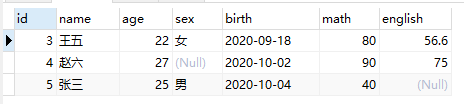 id name age sex birth math english
3 王五 22 女 2020-09-18 80 56.6
4 赵六 27 (Null) 2020-10-02 90 75
5 张三 25 男 2020-10-04 40 (Null)